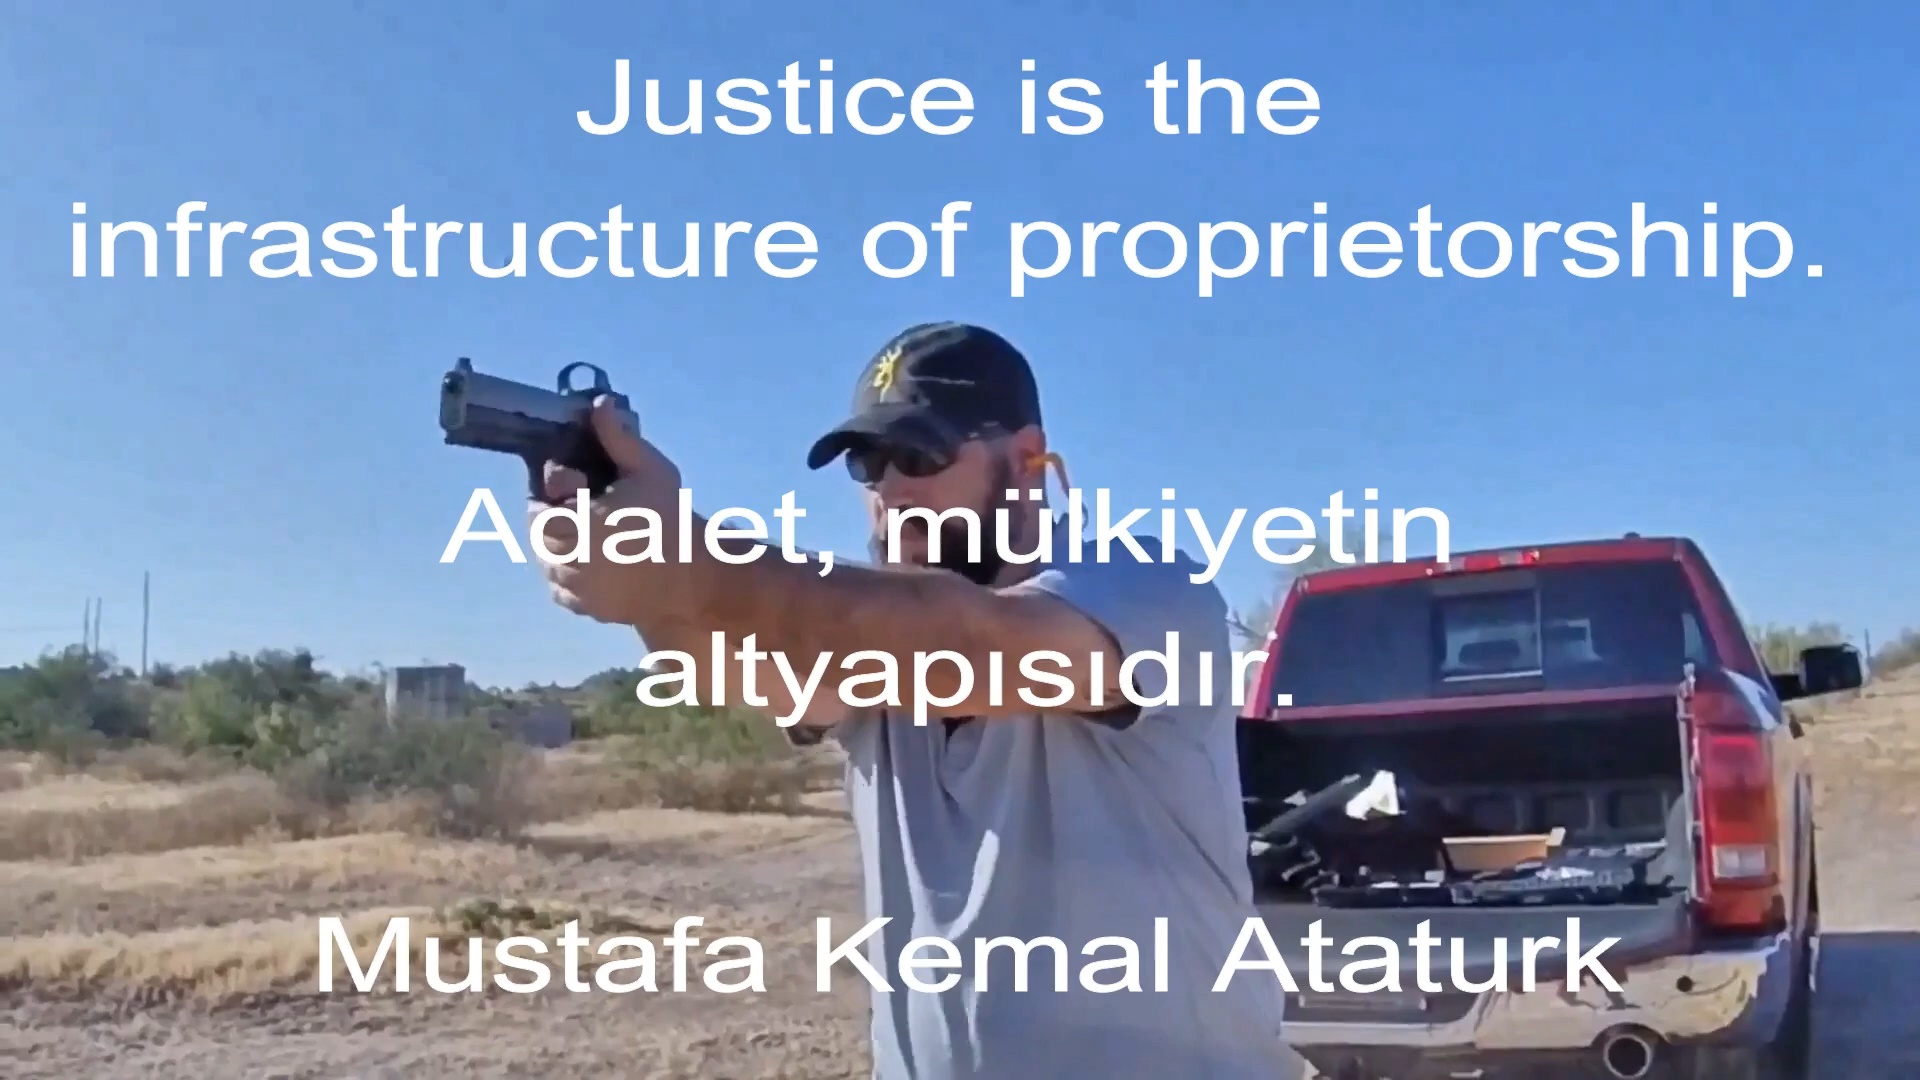 Justice is the
infrastructure of proprietorship.
Adalet, mülkiyetin
altyapısıdır.
Mustafa Kemal Ataturk